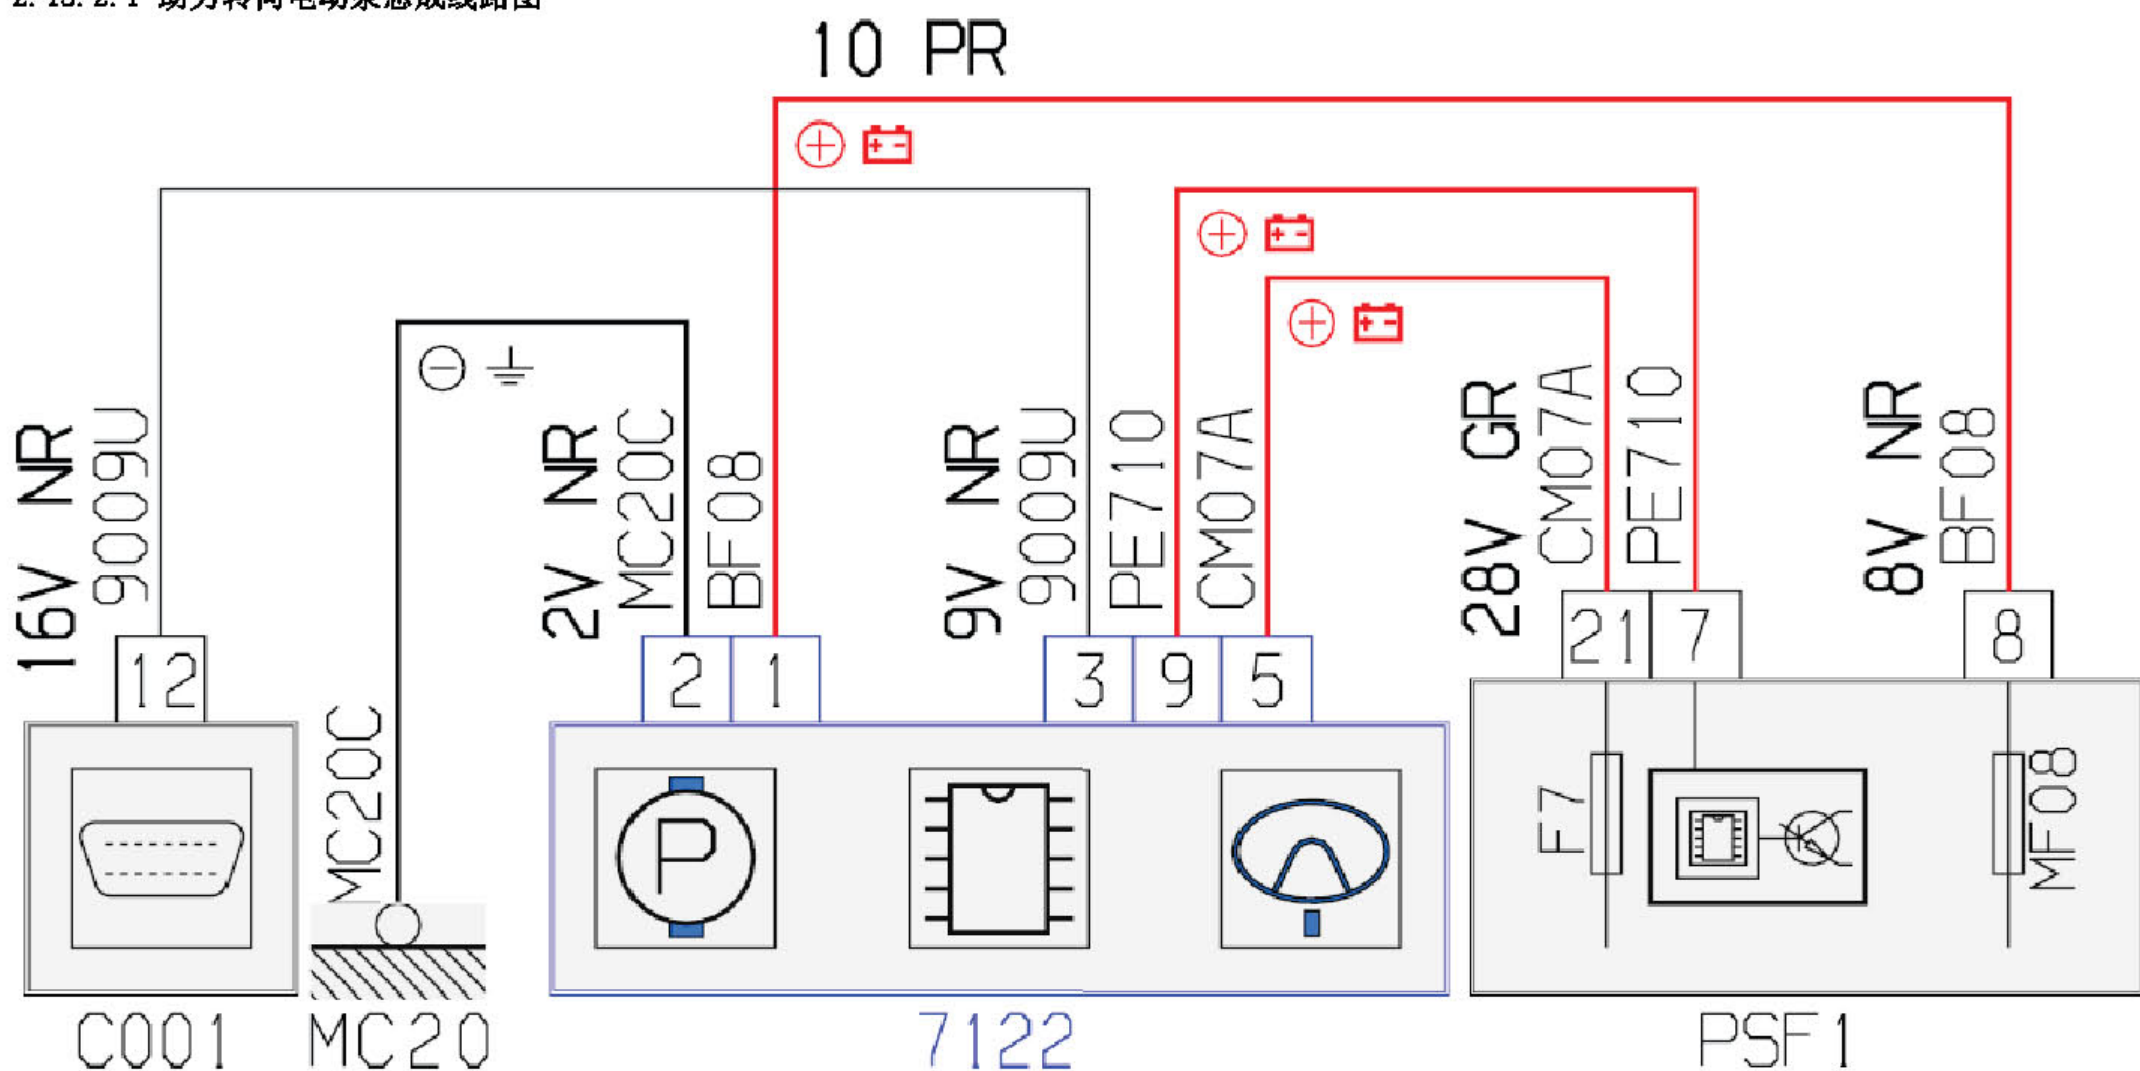 10 PR
16V NR
9009U
12
MC20C
2V NR
MC20C
BF08
2
1
9V NR
9009U
PE710
CM07A
3
9
5
28V GR
CM07A
PE710
21
7
8V NR
BF08
8
P
F7
MF08
C001
MC20
7122
PSF1